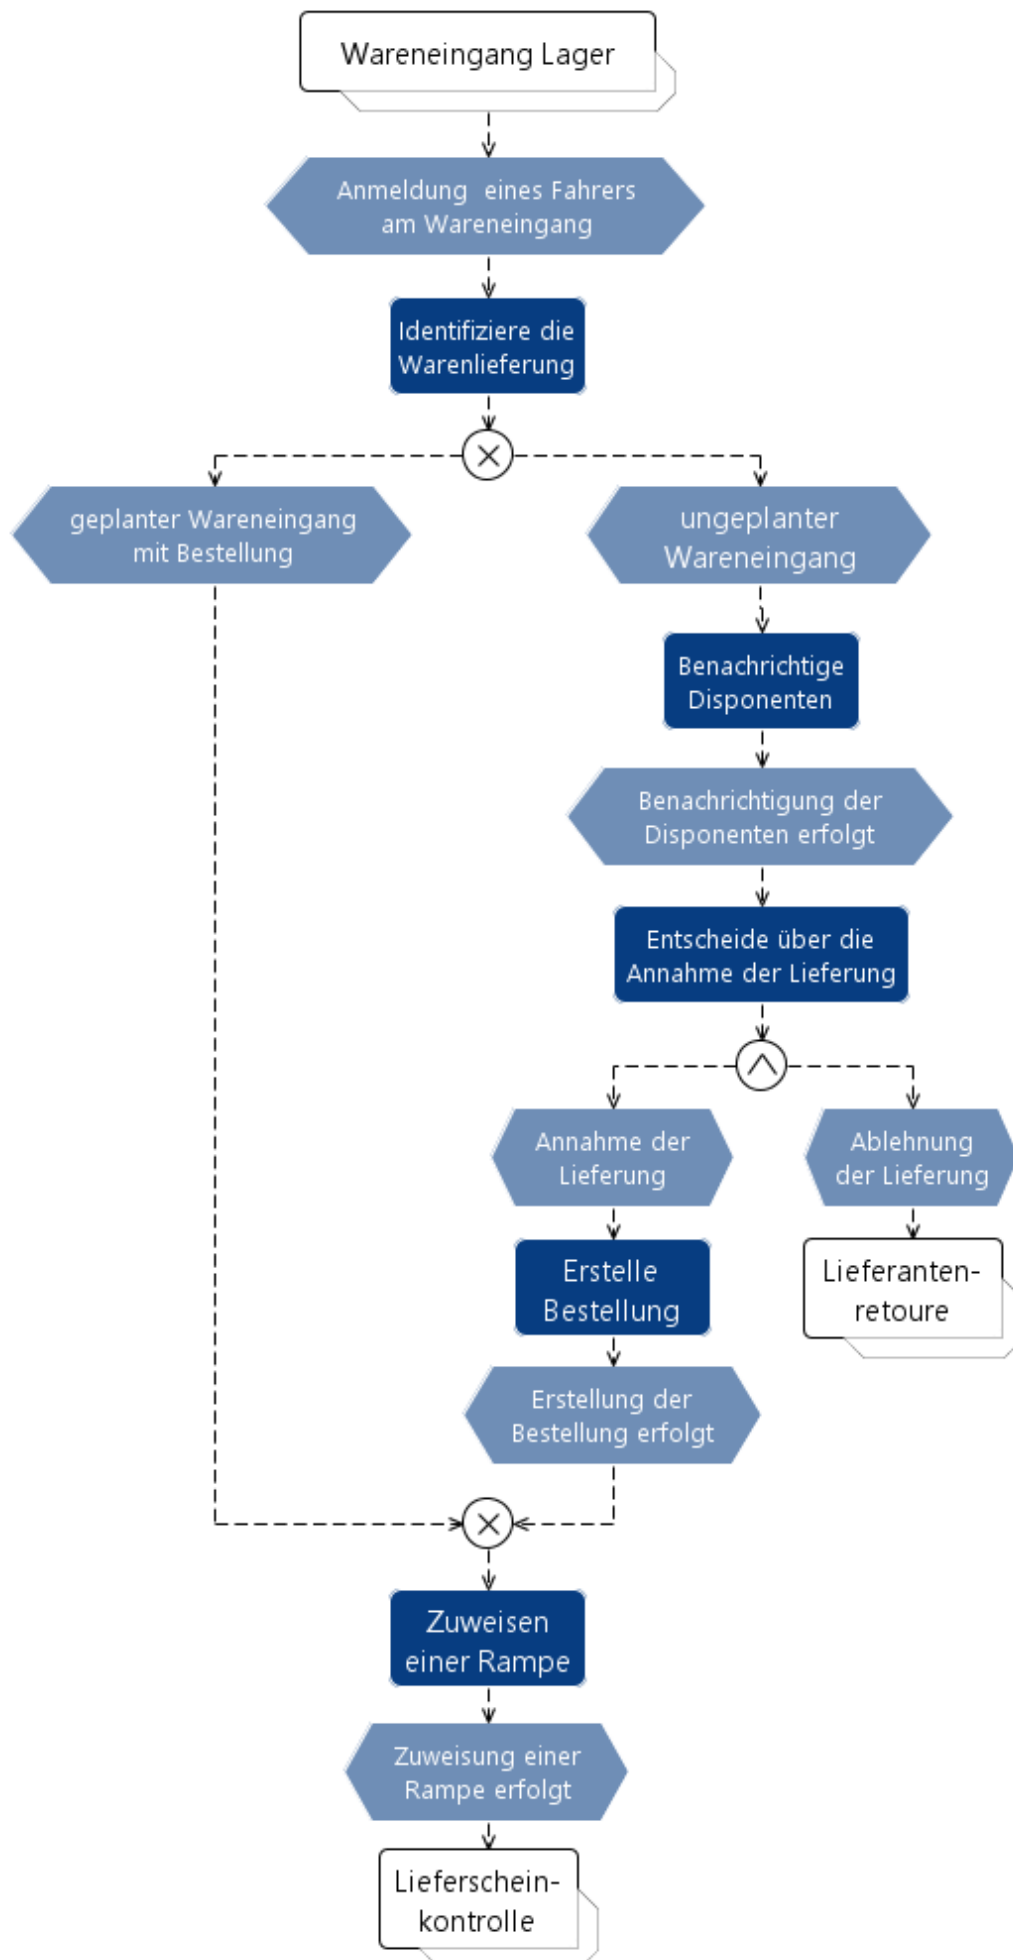 Wareneingang Lager
Anmeldung eines Fahrers
am Wareneingang
Identifiziere die
Warenlieferung
geplanter Wareneingang
mit Bestellung
ungeplanter
Wareneingang
Benachrichtige
Disponenten
Benachrichtigung der
Disponenten erfolgt
Entscheide über die
Annahme der Lieferung
Annahme der
Lieferung
Ablehnung
der Lieferung
Erstelle
Bestellung
Lieferanten-
retoure
Erstellung der
Bestellung erfolgt
Zuweisen
einer Rampe
Zuweisung einer
Rampe erfolgt
Lieferschein-
kontrolle